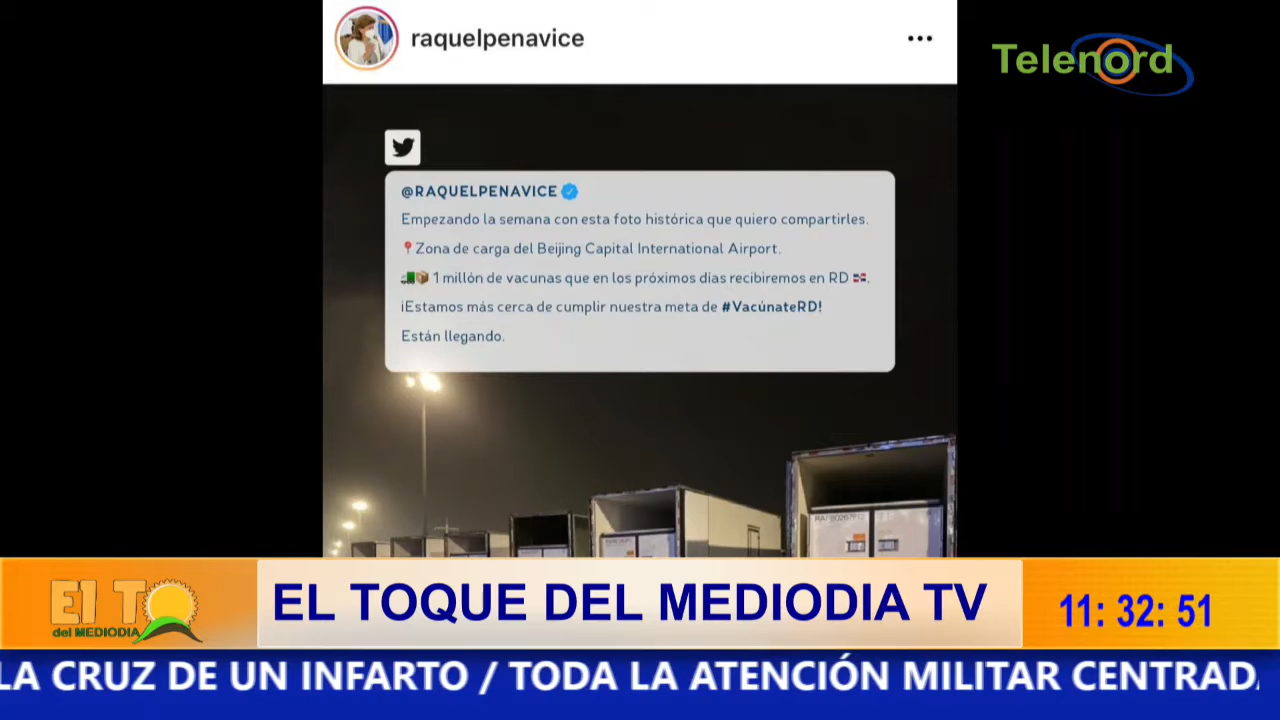 raquelpenavice
Telenord
@RAQUELPENAVICE
Empezando la semana con esta foto histórica que quiero compartirles.
Zona de carga del Beijing Capital International Airport.
1 millón de vacunas que en los próximos días recibiremos en RD.
¡Estamos más cerca de cumplir nuestra meta de #VacúnateRD!
Están llegando.
El TO
del MEDIODIA
EL TOQUE DEL MEDIODIA TV
11: 32: 51
LA CRUZ DE UN INFARTO / TODA LA ATENCIÓN MILITAR CENTRADA